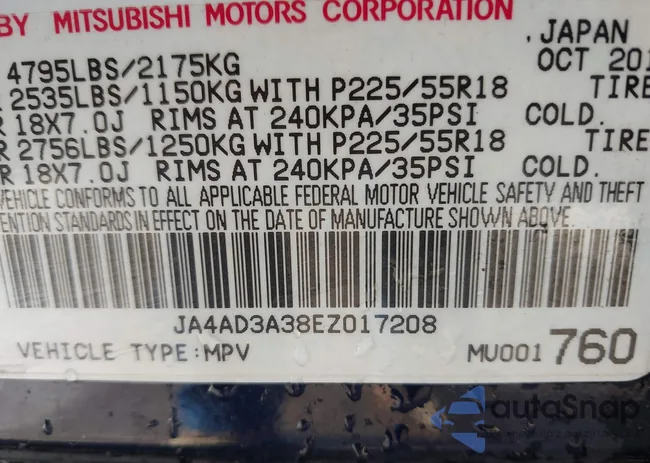 BY MITSUBISHI MOTORS CORPORATION
, JAPAN
4795LBS/2175KG OCT 201
2535LBS/1150KG WITH P225/55R18 TIRE
R 18X7.0J RIMS AT 240KPA/35PSI COLD.
R 2756LBS/1250KG WITH P225/55R18 TIRE
R 18X7.0J RIMS AT 240KPA/35PSI COLD.
VEHICLE CONFORMS TO ALL APPLICABLE FEDERAL MOTOR VEHICLE SAFETY AND THEFT
ENTION STANDARDS IN EFFECT ON THE DATE OF MANUFACTURE SHOWN ABOVE.
JA4AD3A38EZ017208
VEHICLE TYPE:MPV MU001 760
autoSnap